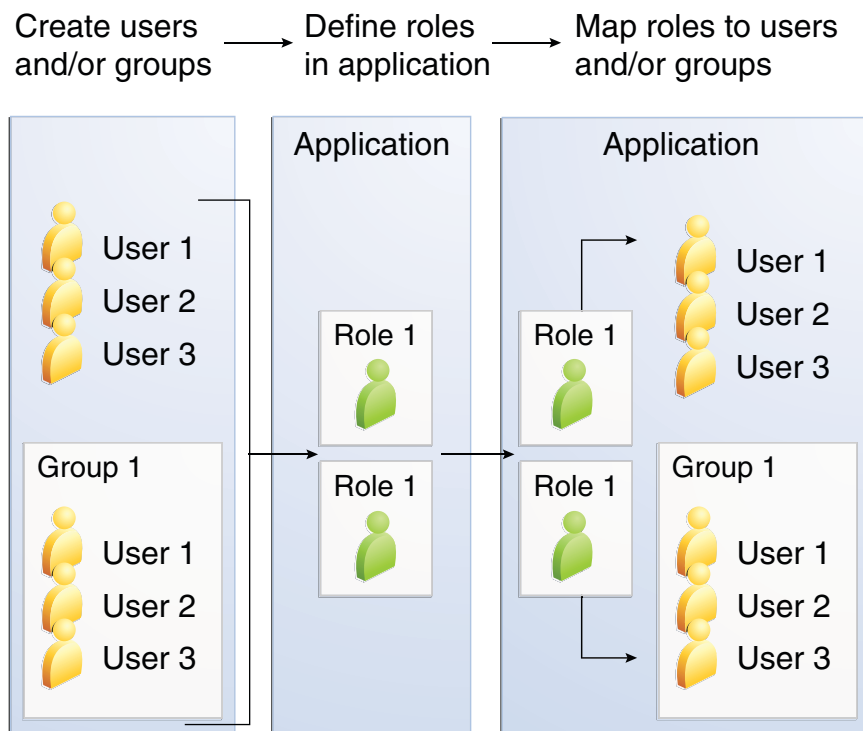 Create users
and/or groups
Define roles
in application
Map roles to users
and/or groups
User 1
User 2
User 3
Group 1
User 1
User 2
User 3
Application
Role 1
Role 1
Application
Role 1
Role 1
User 1
User 2
User 3
Group 1
User 1
User 2
User 3